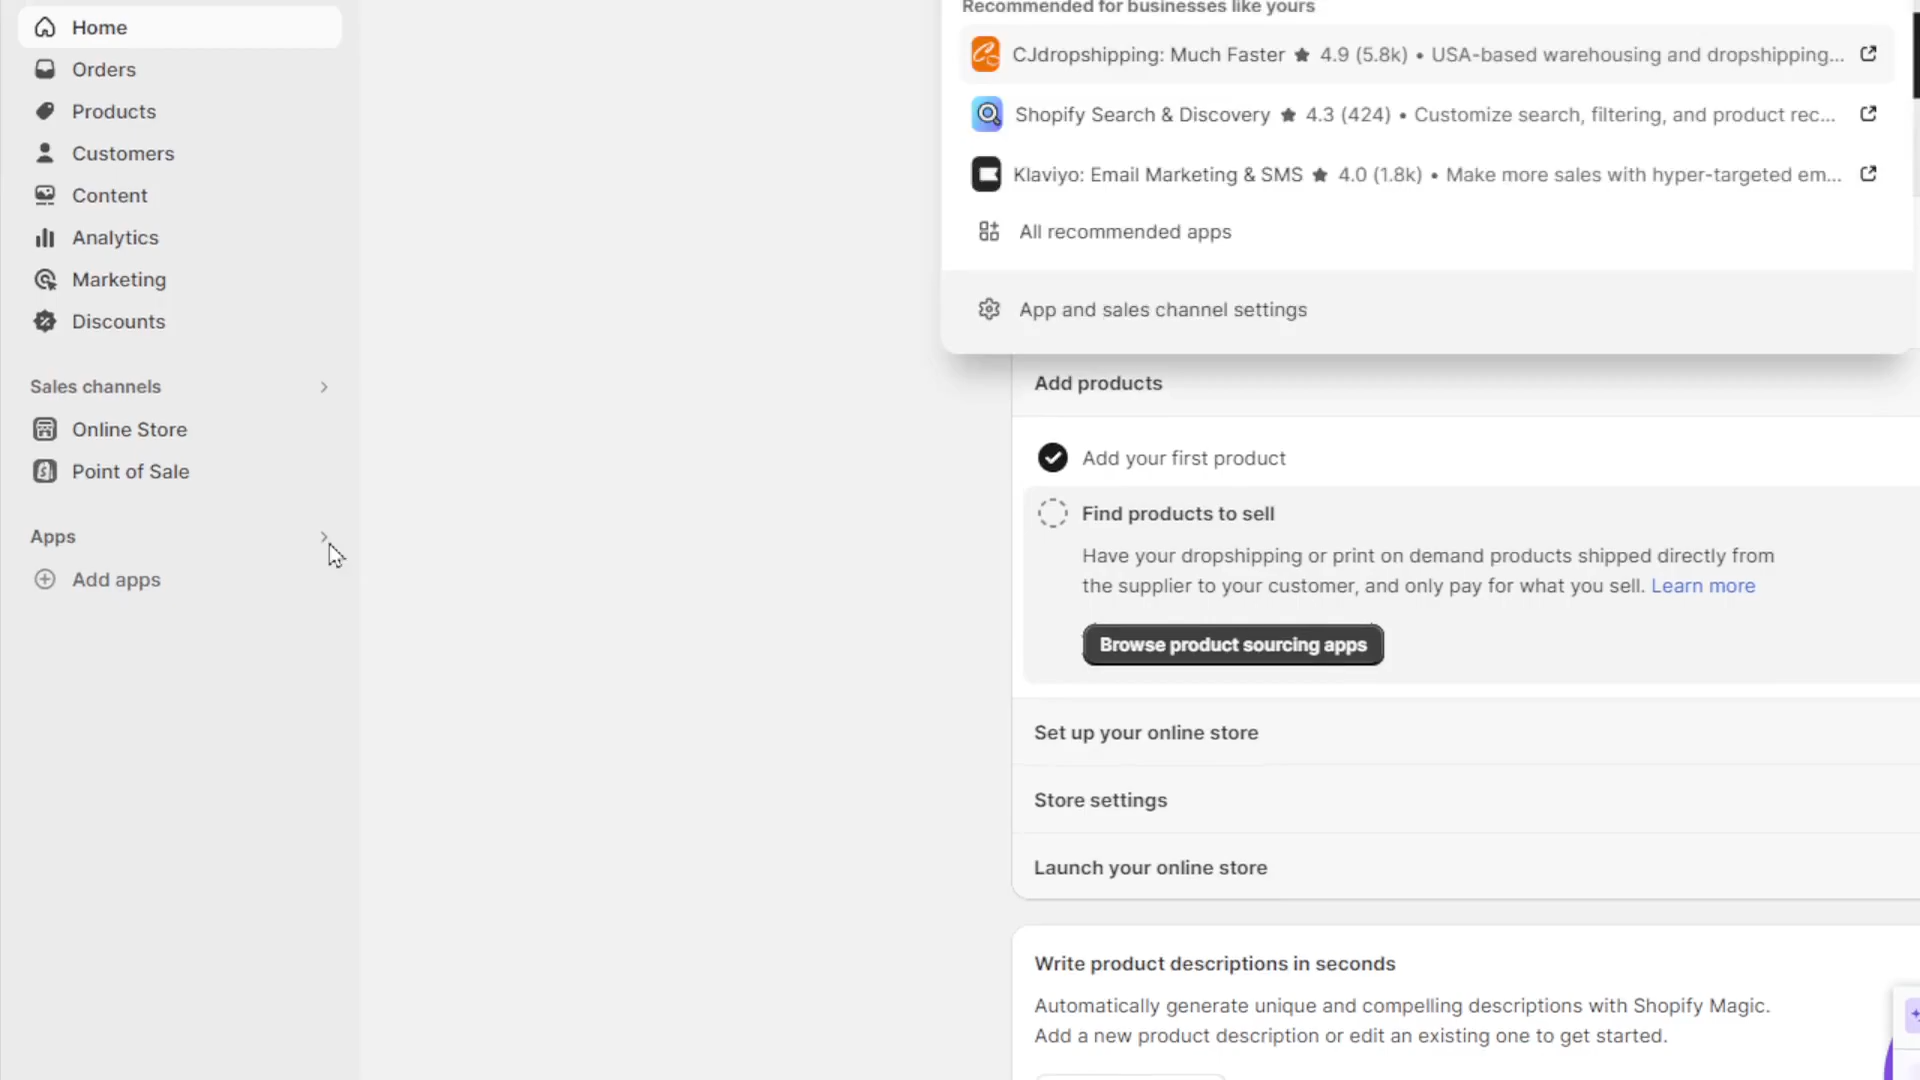 Home
Orders
Products
Customers
Content
Analytics
Marketing
Discounts
Sales channels
Online Store
Point of Sale
Apps
Add apps
Recommended for businesses like yours
CJdropshipping: Much Faster ★ 4.9 (5.8k) • USA-based warehousing and dropshipping...
Shopify Search & Discovery ★ 4.3 (424) • Customize search, filtering, and product rec...
Klaviyo: Email Marketing & SMS ★ 4.0 (1.8k) • Make more sales with hyper-targeted em...
All recommended apps
App and sales channel settings
Add products
Add your first product
Find products to sell
Have your dropshipping or print on demand products shipped directly from
the supplier to your customer, and only pay for what you sell. Learn more
Browse product sourcing apps
Set up your online store
Store settings
Launch your online store
Write product descriptions in seconds
Automatically generate unique and compelling descriptions with Shopify Magic.
Add a new product description or edit an existing one to get started.